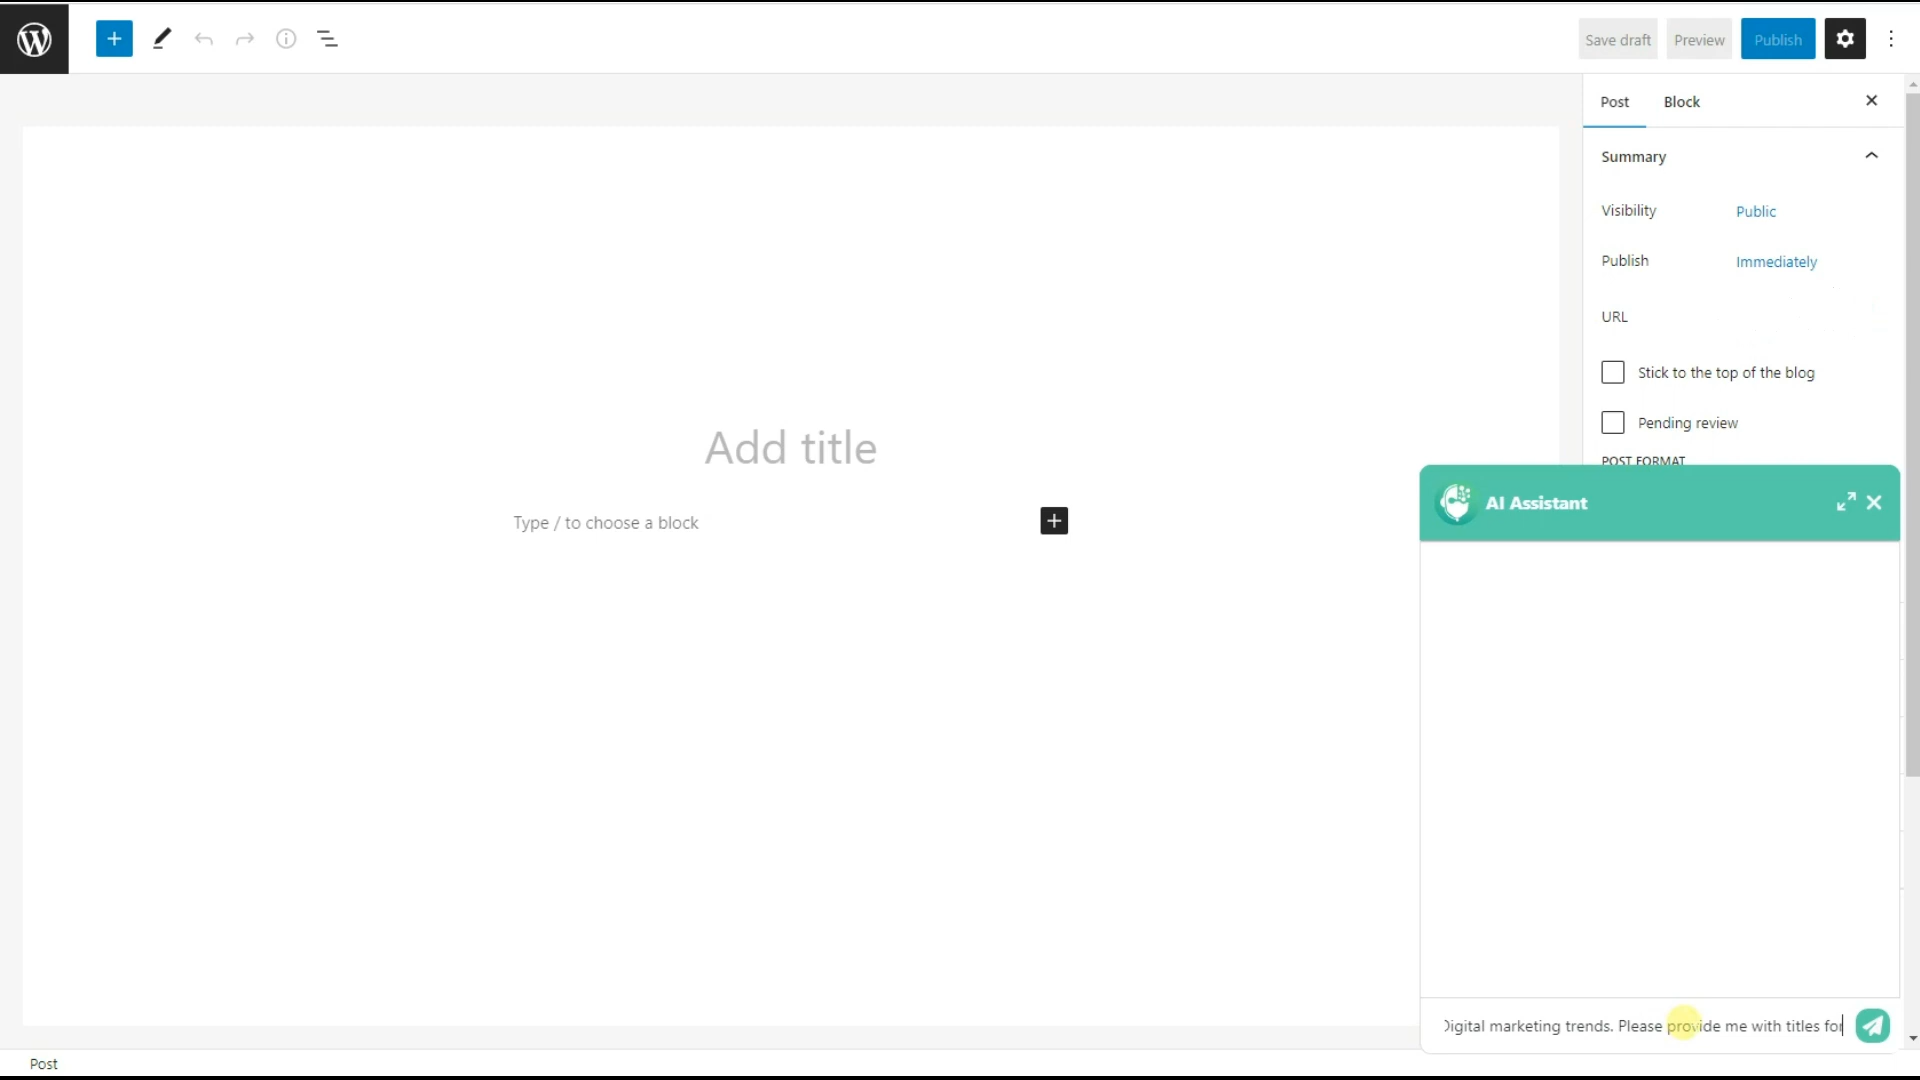 Save draft
Preview
Publish
Post
Block
Summary
Visibility
Public
Publish
Immediately
URL
Stick to the top of the blog
Pending review
POST FORMAT
Add title
Type / to choose a block
AI Assistant
Digital marketing trends. Please provide me with titles for
Post